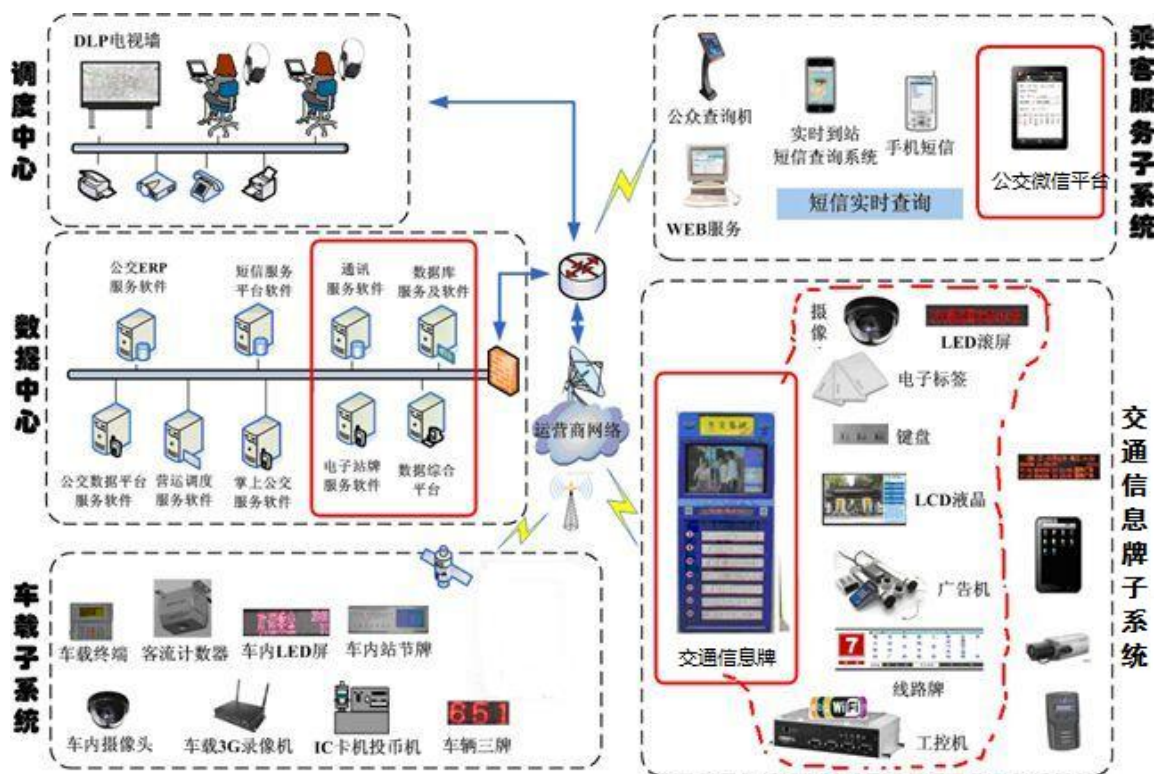 调度中心
DLP电视墙
数据中心
公交ERP
服务软件
短信服务
平台软件
通讯
服务软件
数据库
服务及软件
公交数据平台
服务软件
营运调度
服务软件
掌上公交
服务软件
电子站牌
服务软件
数据综合
平台
运营商网络
车载子系统
车载终端
客流计数器
车内LED屏
车内站节牌
车内摄像头
车载3G录像机
IC卡机投币机
651
车辆三牌
乘客服务子系统
公众查询机
实时到站
短信查询系统
手机短信
WEB服务
短信实时查询
公交微信平台
交通信息牌子系统
交通信息牌
摄像
LED滚屏
电子标签
键盘
LCD液晶
广告机
7
线路牌
WiFi
工控机